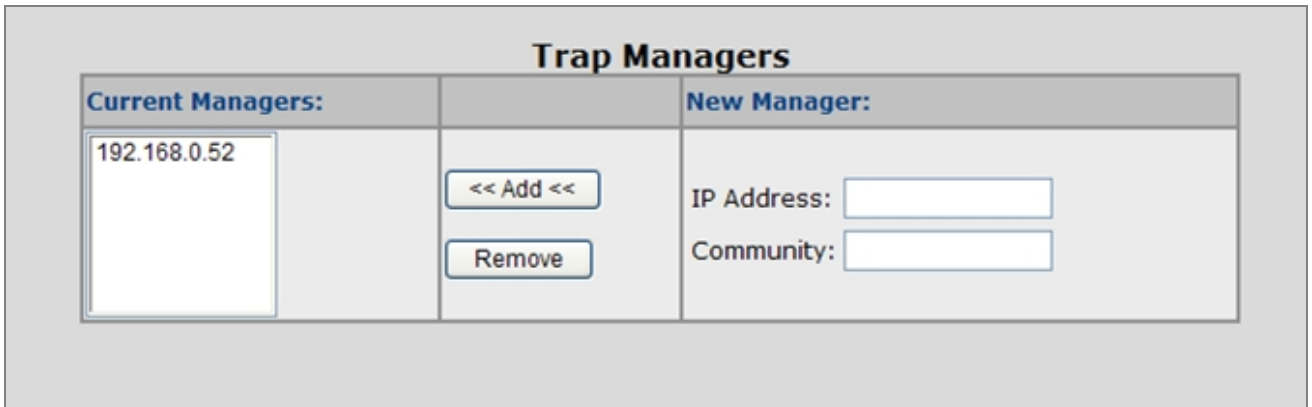 Trap Managers
Current Managers:
New Manager:
192.168.0.52
<< Add <<
Remove
IP Address:
Community: